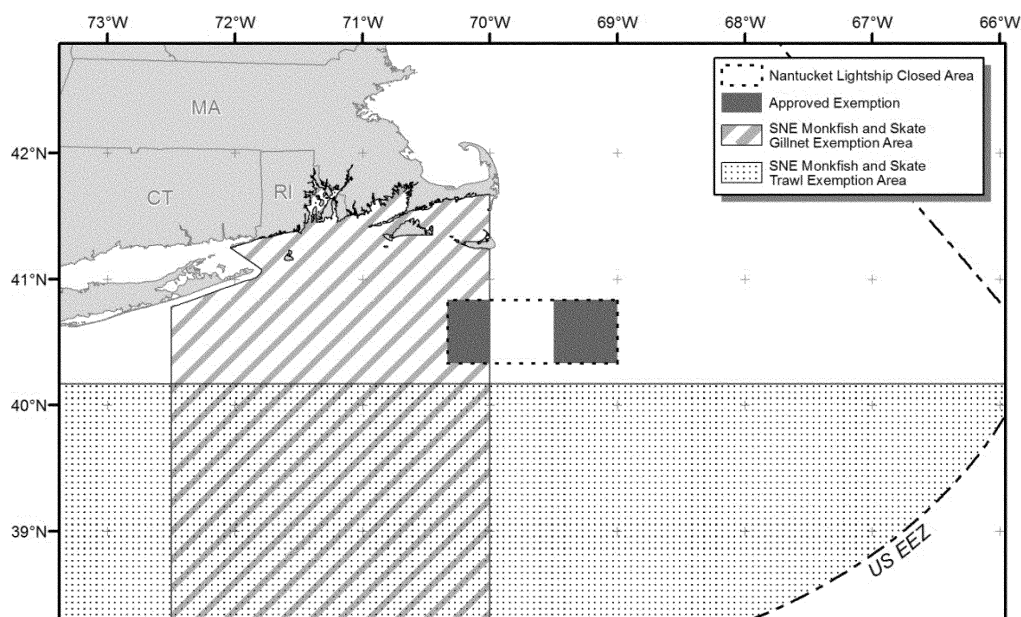 73°W 72°W 71°W 70°W 69°W 68°W 67°W 66°W
Nantucket Lightship Closed Area
Approved Exemption
SNE Monkfish and Skate
Gillnet Exemption Area
SNE Monkfish and Skate
Trawl Exemption Area
MA
42°N
CT
RI
41°N
40°N
39°N
US EEZ